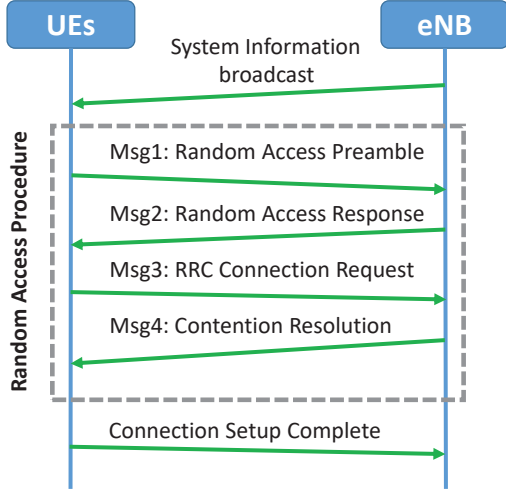 UEs
eNB
System Information
broadcast
Random Access Procedure
Msg1: Random Access Preamble
Msg2: Random Access Response
Msg3: RRC Connection Request
Msg4: Contention Resolution
Connection Setup Complete